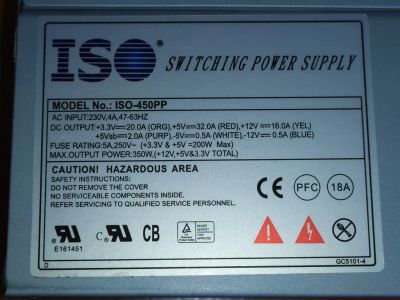 ISO SWITCHING POWER SUPPLY
MODEL No.: ISO-450PP
AC INPUT:230V,4A,47-63HZ
DC OUTPUT:+3.3V⎓20.0A (ORG),+5V⎓32.0A (RED),+12V⎓16.0A (YEL)
+5Vsb⎓2.0A (PURP),-5V⎓0.5A (WHITE),-12V⎓0.5A (BLUE)
FUSE RATING:5A,250V~ (+3.3V & +5V =200W Max)
MAX.OUTPUT POWER:350W,(+12V,+5V&3.3V TOTAL)
CAUTION! HAZARDOUS AREA
SAFETY INSTRUCTIONS:
DO NOT REMOVE THIS COVER.
NO SERVICEABLE COMPONENTS INSIDE.
REFER SERVICING TO QUALIFIED SERVICE PERSONNEL.
CE PFC 18A
E161451
CB
GC5101-4
D